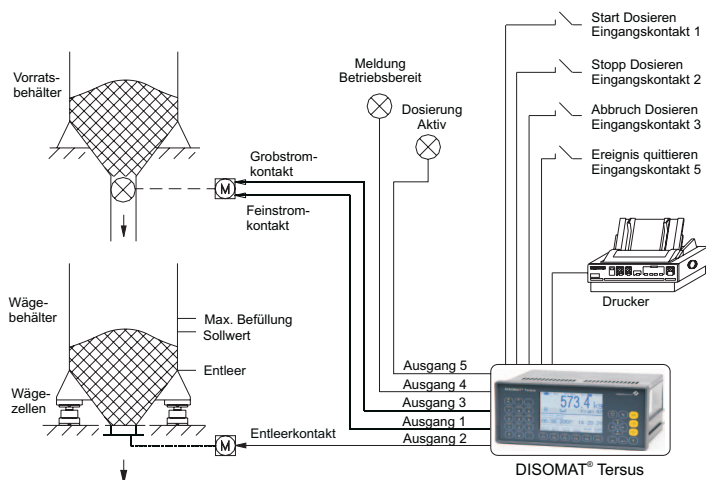 Start Dosieren
Eingangskontakt 1
Stopp Dosieren
Eingangskontakt 2
Abbruch Dosieren
Eingangskontakt 3
Ereignis quittieren
Eingangskontakt 5
Meldung
Betriebsbereit
Dosierung
Aktiv
Vorrats-
behälter
Grobstrom-
kontakt
M
Feinstrom-
kontakt
Drucker
Wäge-
behälter
Max. Befüllung
Sollwert
Entleer
Wäge-
zellen
Ausgang 5
Ausgang 4
Ausgang 3
Ausgang 1
Ausgang 2
Entleerkontakt
M
573.4
DISOMAT® Tersus